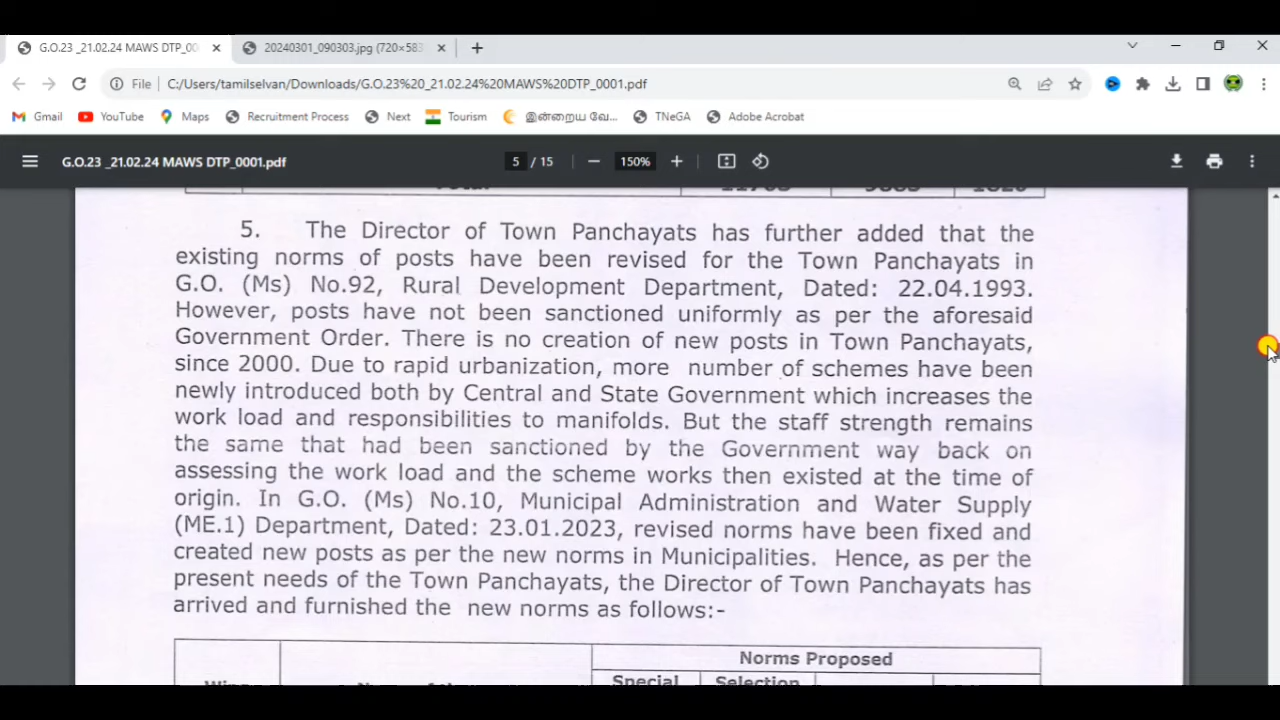 G.O.23 _21.02.24 MAWS DTP_00
20240301_090303.jpg (720×583
File
C:/Users/tamilselvan/Downloads/G.O.23%20_21.02.24%20MAWS%20DTP_0001.pdf
Gmail
YouTube
Maps
Recruitment Process
Next
Tourism
இன்றைய வே...
TNeGA
Adobe Acrobat
G.O.23 _21.02.24 MAWS DTP_0001.pdf
5 / 15
150%
5. The Director of Town Panchayats has further added that the
existing norms of posts have been revised for the Town Panchayats in
G.O. (Ms) No.92, Rural Development Department, Dated: 22.04.1993.
However, posts have not been sanctioned uniformly as per the aforesaid
Government Order. There is no creation of new posts in Town Panchayats,
since 2000. Due to rapid urbanization, more number of schemes have been
newly introduced both by Central and State Government which increases the
work load and responsibilities to manifolds. But the staff strength remains
the same that had been sanctioned by the Government way back on
assessing the work load and the scheme works then existed at the time of
origin. In G.O. (Ms) No.10, Municipal Administration and Water Supply
(ME.1) Department, Dated: 23.01.2023, revised norms have been fixed and
created new posts as per the new norms in Municipalities. Hence, as per the
present needs of the Town Panchayats, the Director of Town Panchayats has
arrived and furnished the new norms as follows:-
Norms Proposed
Special Selection